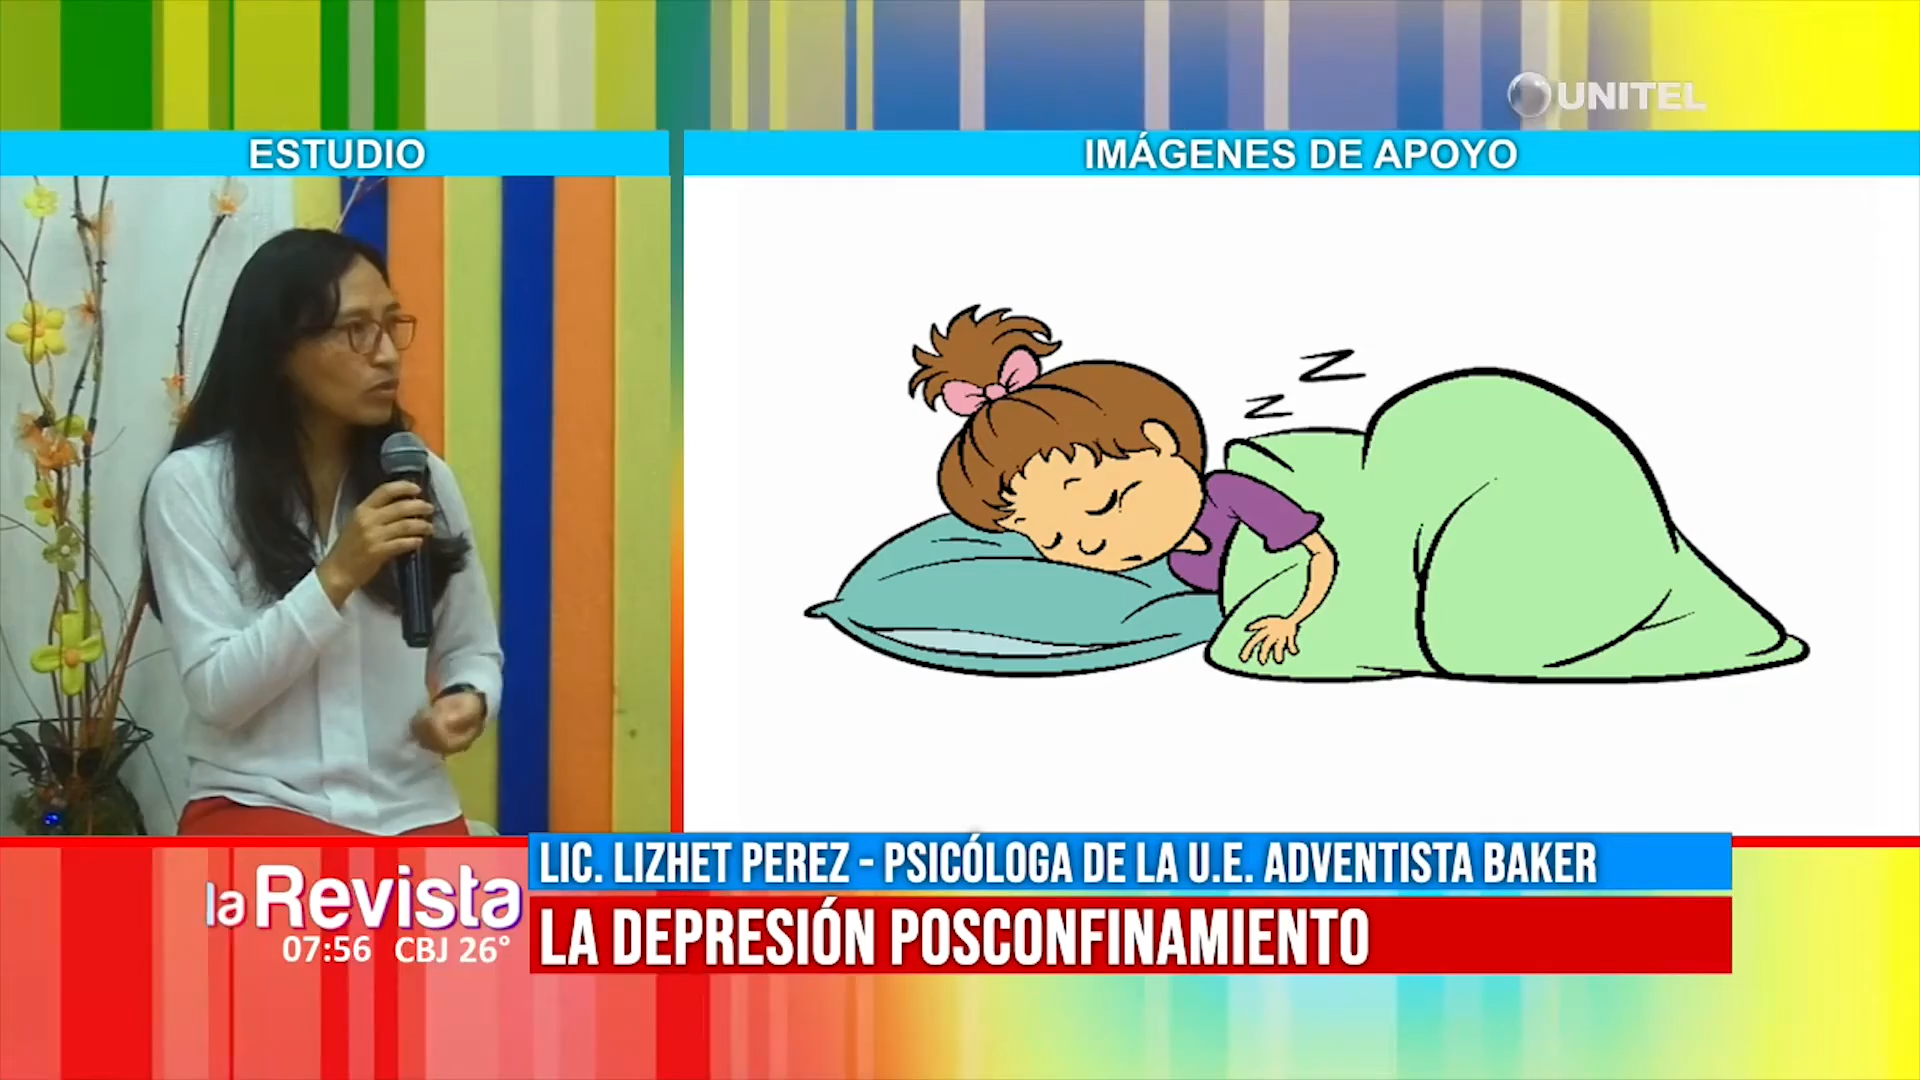 UNITEL
ESTUDIO
IMÁGENES DE APOYO
Z
Z
LIC. LIZHET PEREZ - PSICÓLOGA DE LA U.E. ADVENTISTA BAKER
la Revista
LA DEPRESIÓN POSCONFINAMIENTO
07:56 CBJ 26°